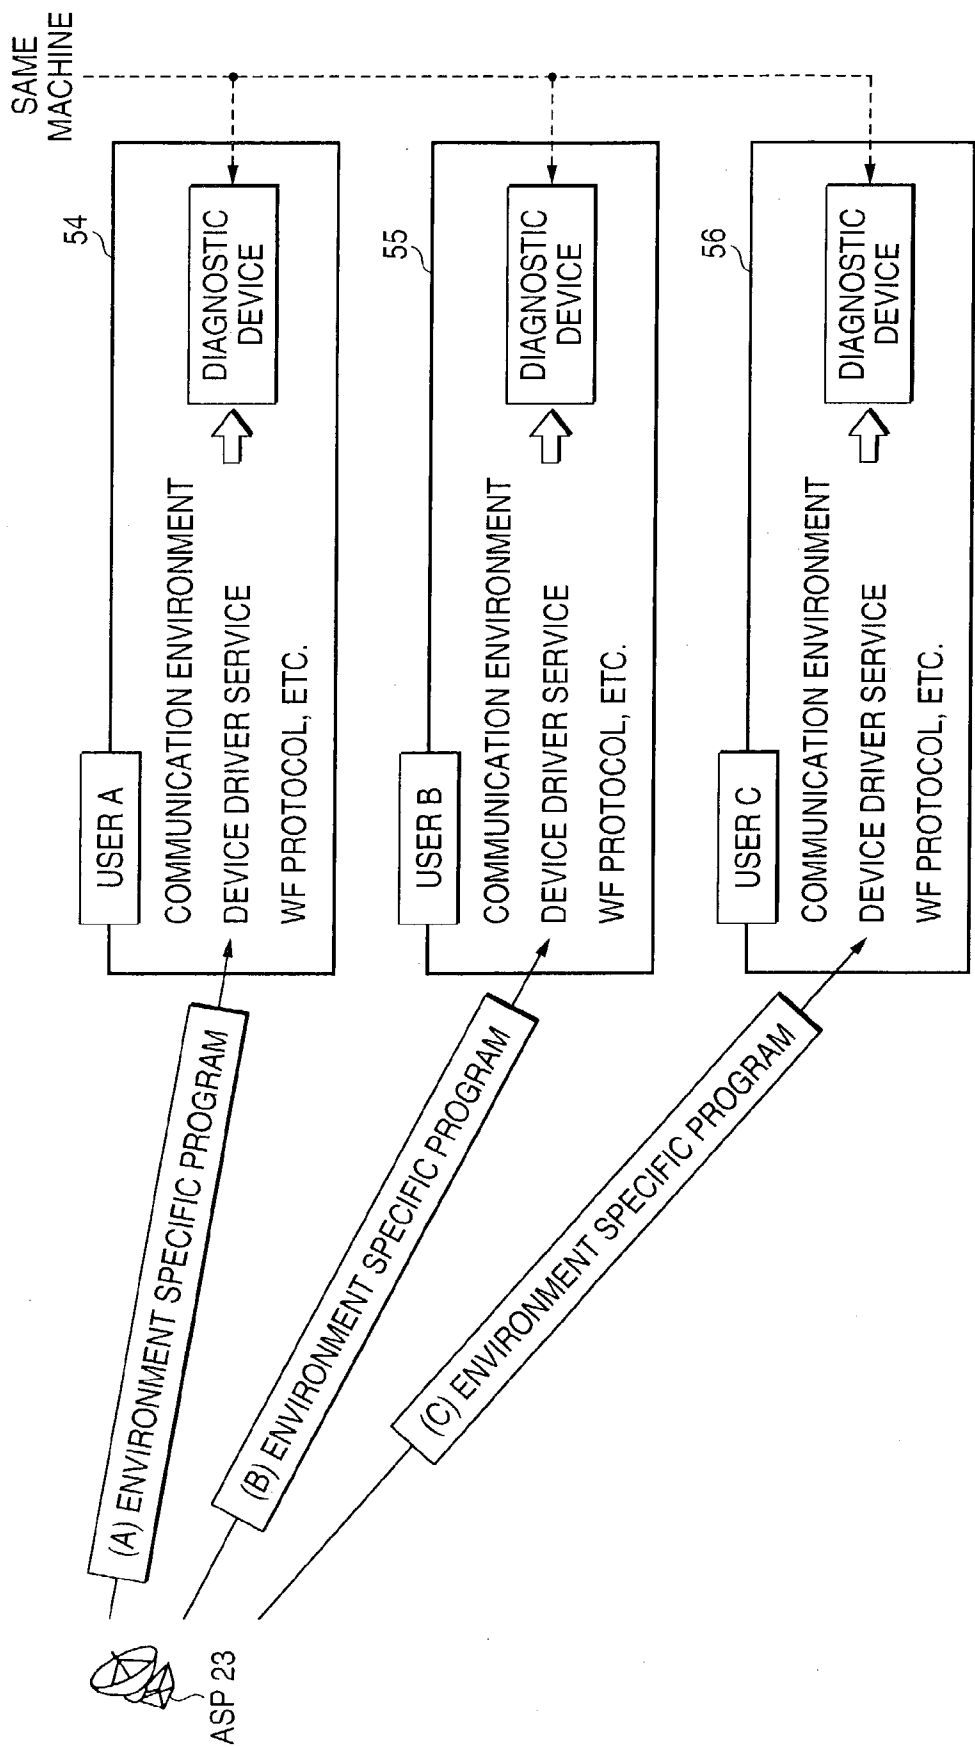 SAME
MACHINE
54
USER A
COMMUNICATION ENVIRONMENT
DEVICE DRIVER SERVICE
WF PROTOCOL, ETC.
DIAGNOSTIC
DEVICE
55
USER B
COMMUNICATION ENVIRONMENT
DEVICE DRIVER SERVICE
WF PROTOCOL, ETC.
DIAGNOSTIC
DEVICE
56
USER C
COMMUNICATION ENVIRONMENT
DEVICE DRIVER SERVICE
WF PROTOCOL, ETC.
DIAGNOSTIC
DEVICE
(A) ENVIRONMENT SPECIFIC PROGRAM
(B) ENVIRONMENT SPECIFIC PROGRAM
(C) ENVIRONMENT SPECIFIC PROGRAM
ASP 23